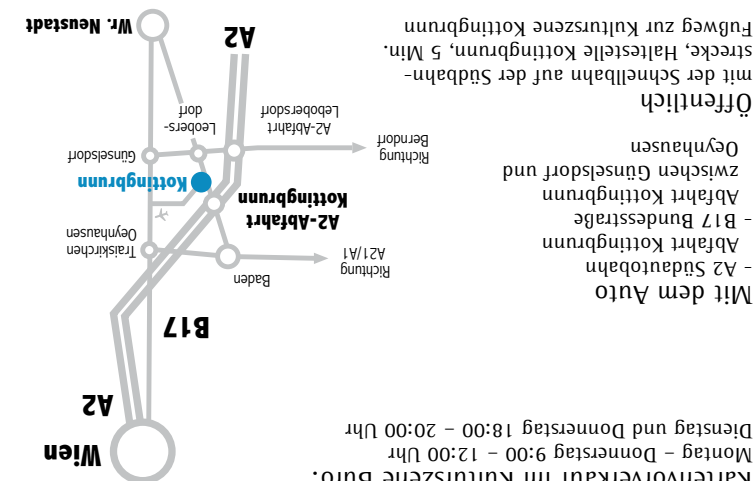 Kartenvorverkauf im Kulturszene Büro:
Montag – Donnerstag 9:00 – 12:00 Uhr
Dienstag und Donnerstag 18:00 – 20:00 Uhr
Mit dem Auto
- A2 Südautobahn
Abfahrt Kottingbrunn
- B17 Bundesstraße
Abfahrt Kottingbrunn
zwischen Günselsdorf und
Oeynhausen
Öffentlich
mit der Schnellbahn auf der Südbahn-
strecke, Haltestelle Kottingbrunn, 5 Min.
Fußweg zur Kulturszene Kottingbrunn
Wien
A2
B17
Richtung
A21/A1
Baden
Traiskirchen
Oeynhausen
A2-Abfahrt
Kottingbrunn
Kottingbrunn
Richtung
Berndorf
A2-Abfahrt
Lebobersdorf
Leobers-
dorf
Günselsdorf
A2
Wr. Neustadt